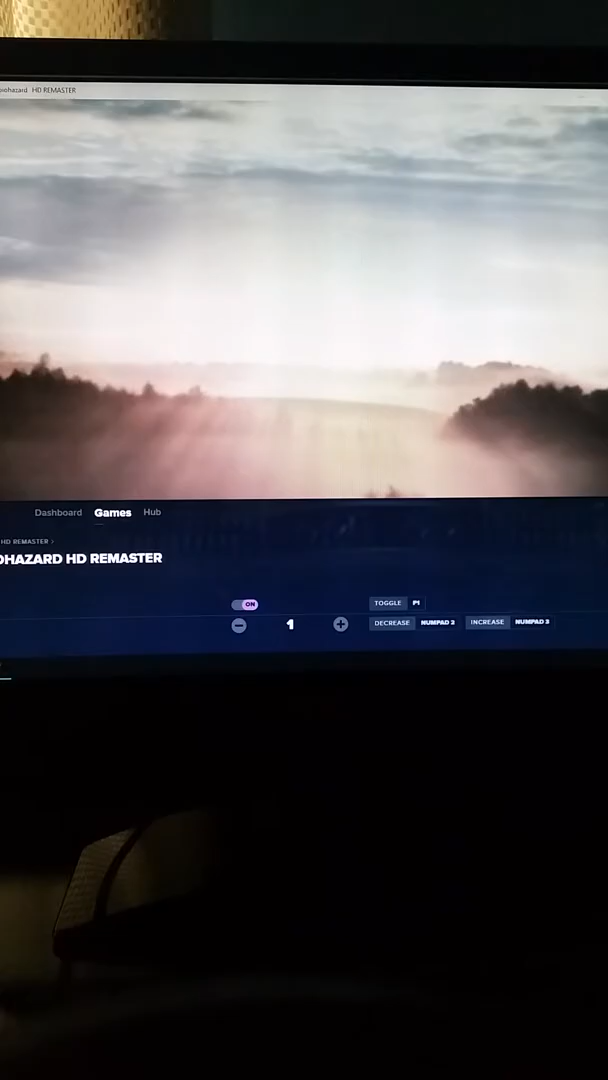 HD REMASTER
Dashboard Games Hub
HD REMASTER >
OHAZARD HD REMASTER
ON TOGGLE F1
1 DECREASE NUMPAD 2 INCREASE NUMPAD 3